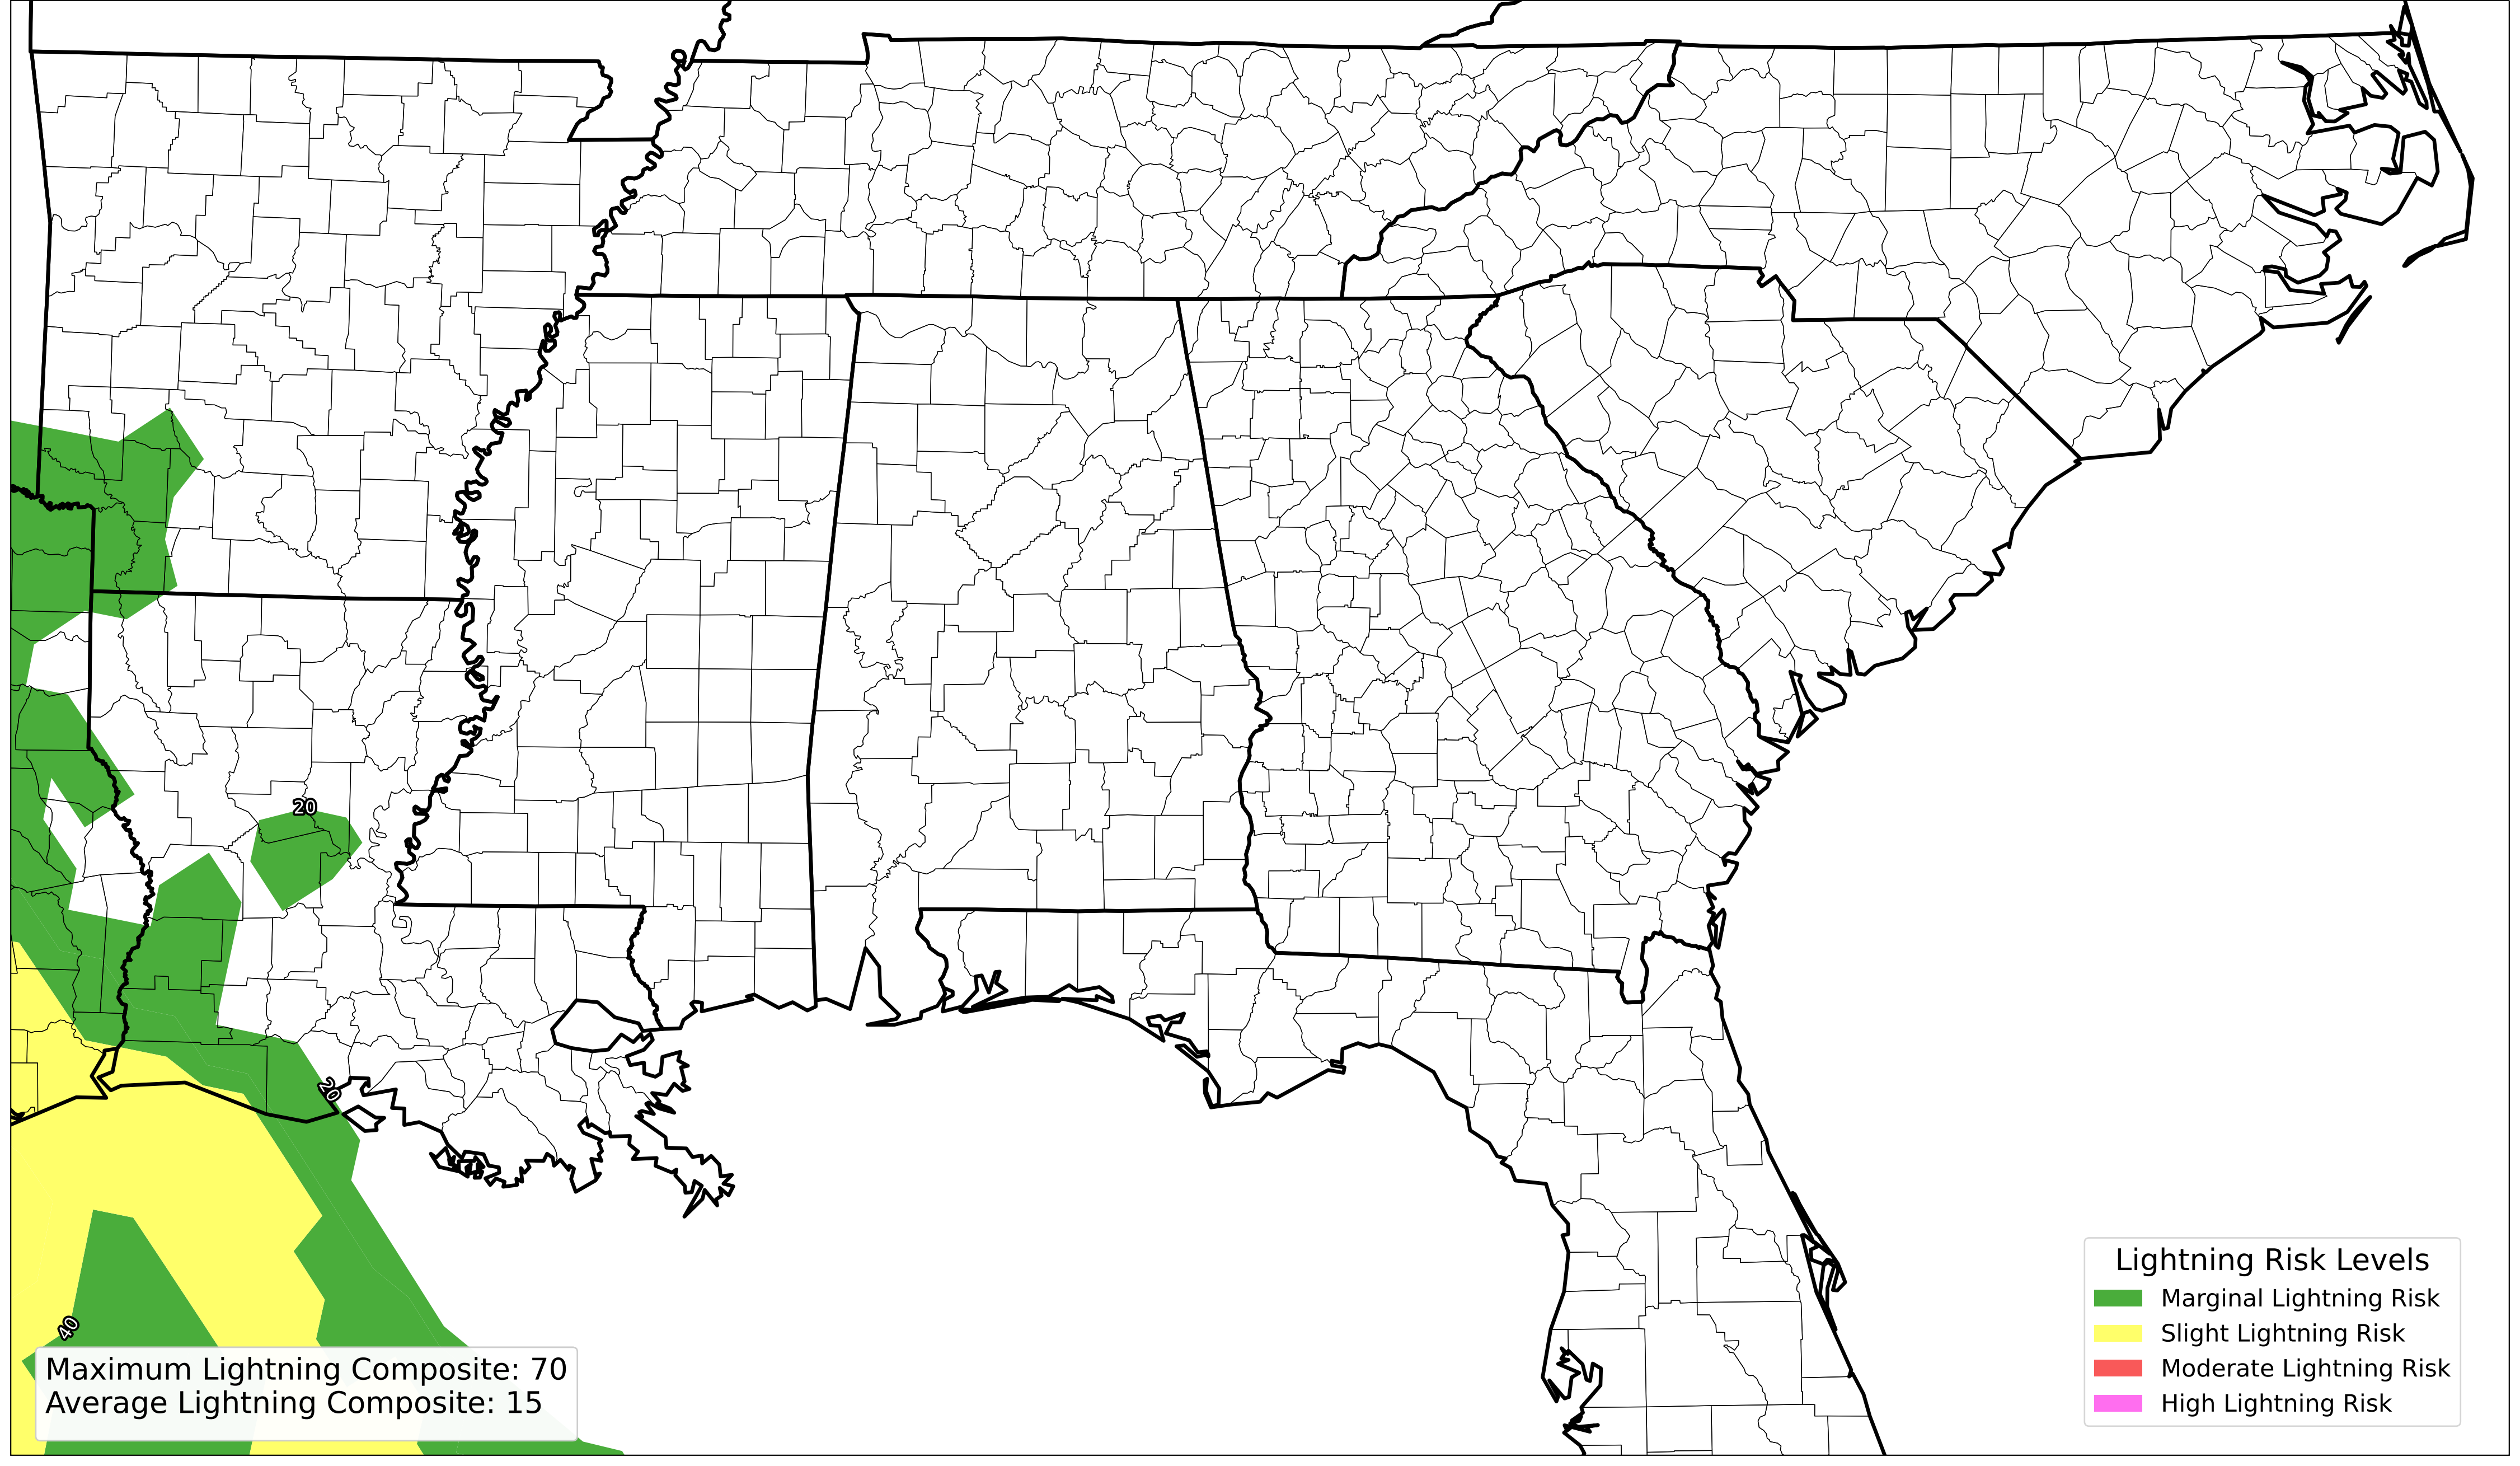 20
20
40
Maximum Lightning Composite: 70
Average Lightning Composite: 15
Lightning Risk Levels
Marginal Lightning Risk
Slight Lightning Risk
Moderate Lightning Risk
High Lightning Risk